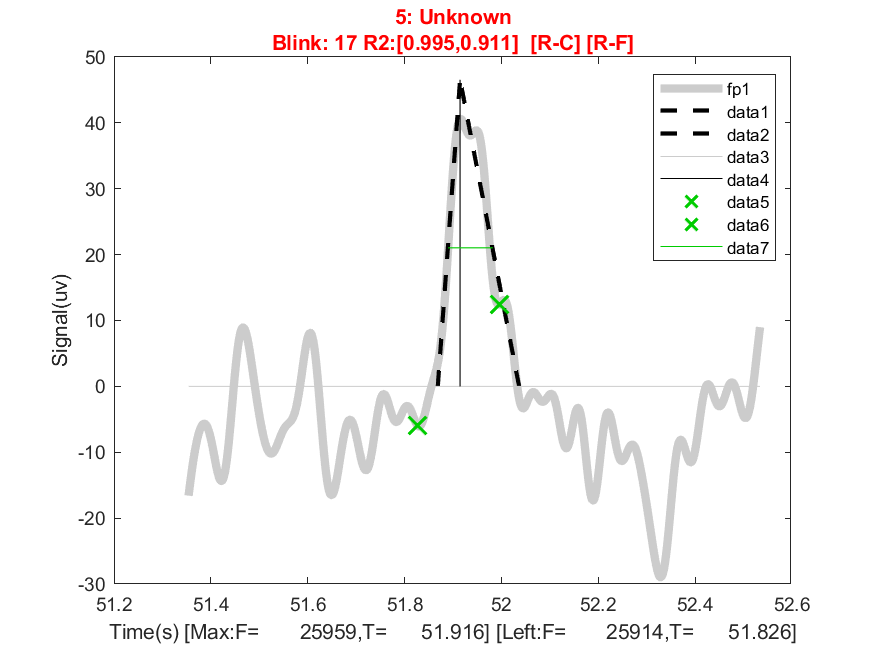 5: Unknown
Blink: 17 R2:[0.995,0.911]  [R-C] [R-F]
50
40
30
20
10
0
-10
-20
-30
Signal(uv)
fp1
data1
data2
data3
data4
data5
data6
data7
51.2 51.4 51.6 51.8 52 52.2 52.4 52.6
Time(s) [Max:F= 25959,T= 51.916] [Left:F= 25914,T= 51.826]